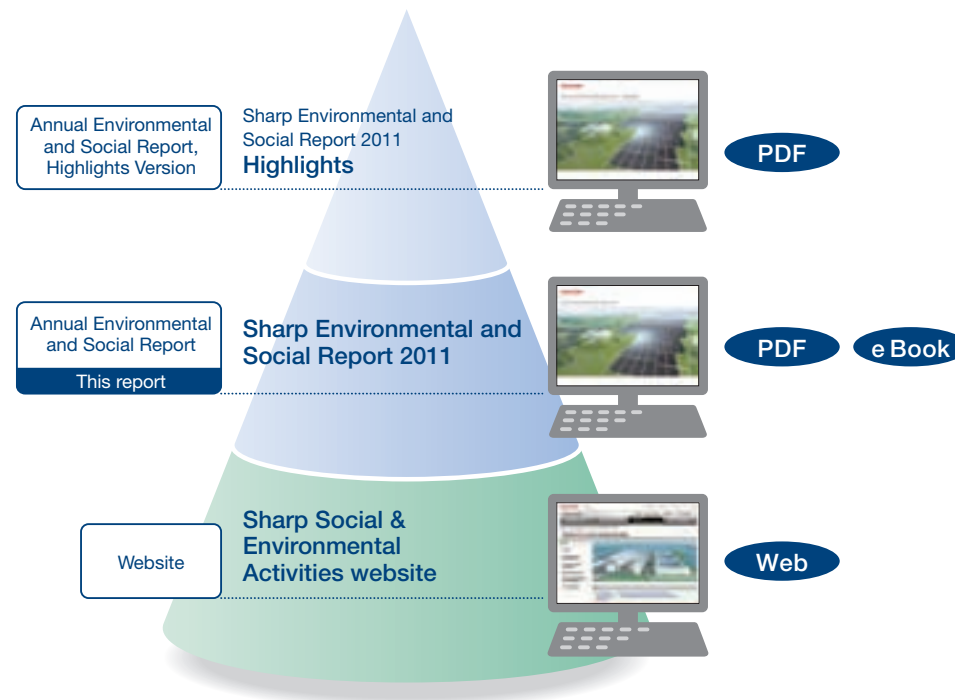 Annual Environmental
and Social Report,
Highlights Version
Sharp Environmental and
Social Report 2011
Highlights
PDF
Annual Environmental
and Social Report
This report
Sharp Environmental and
Social Report 2011
PDF
e Book
Website
Sharp Social &
Environmental
Activities website
Web